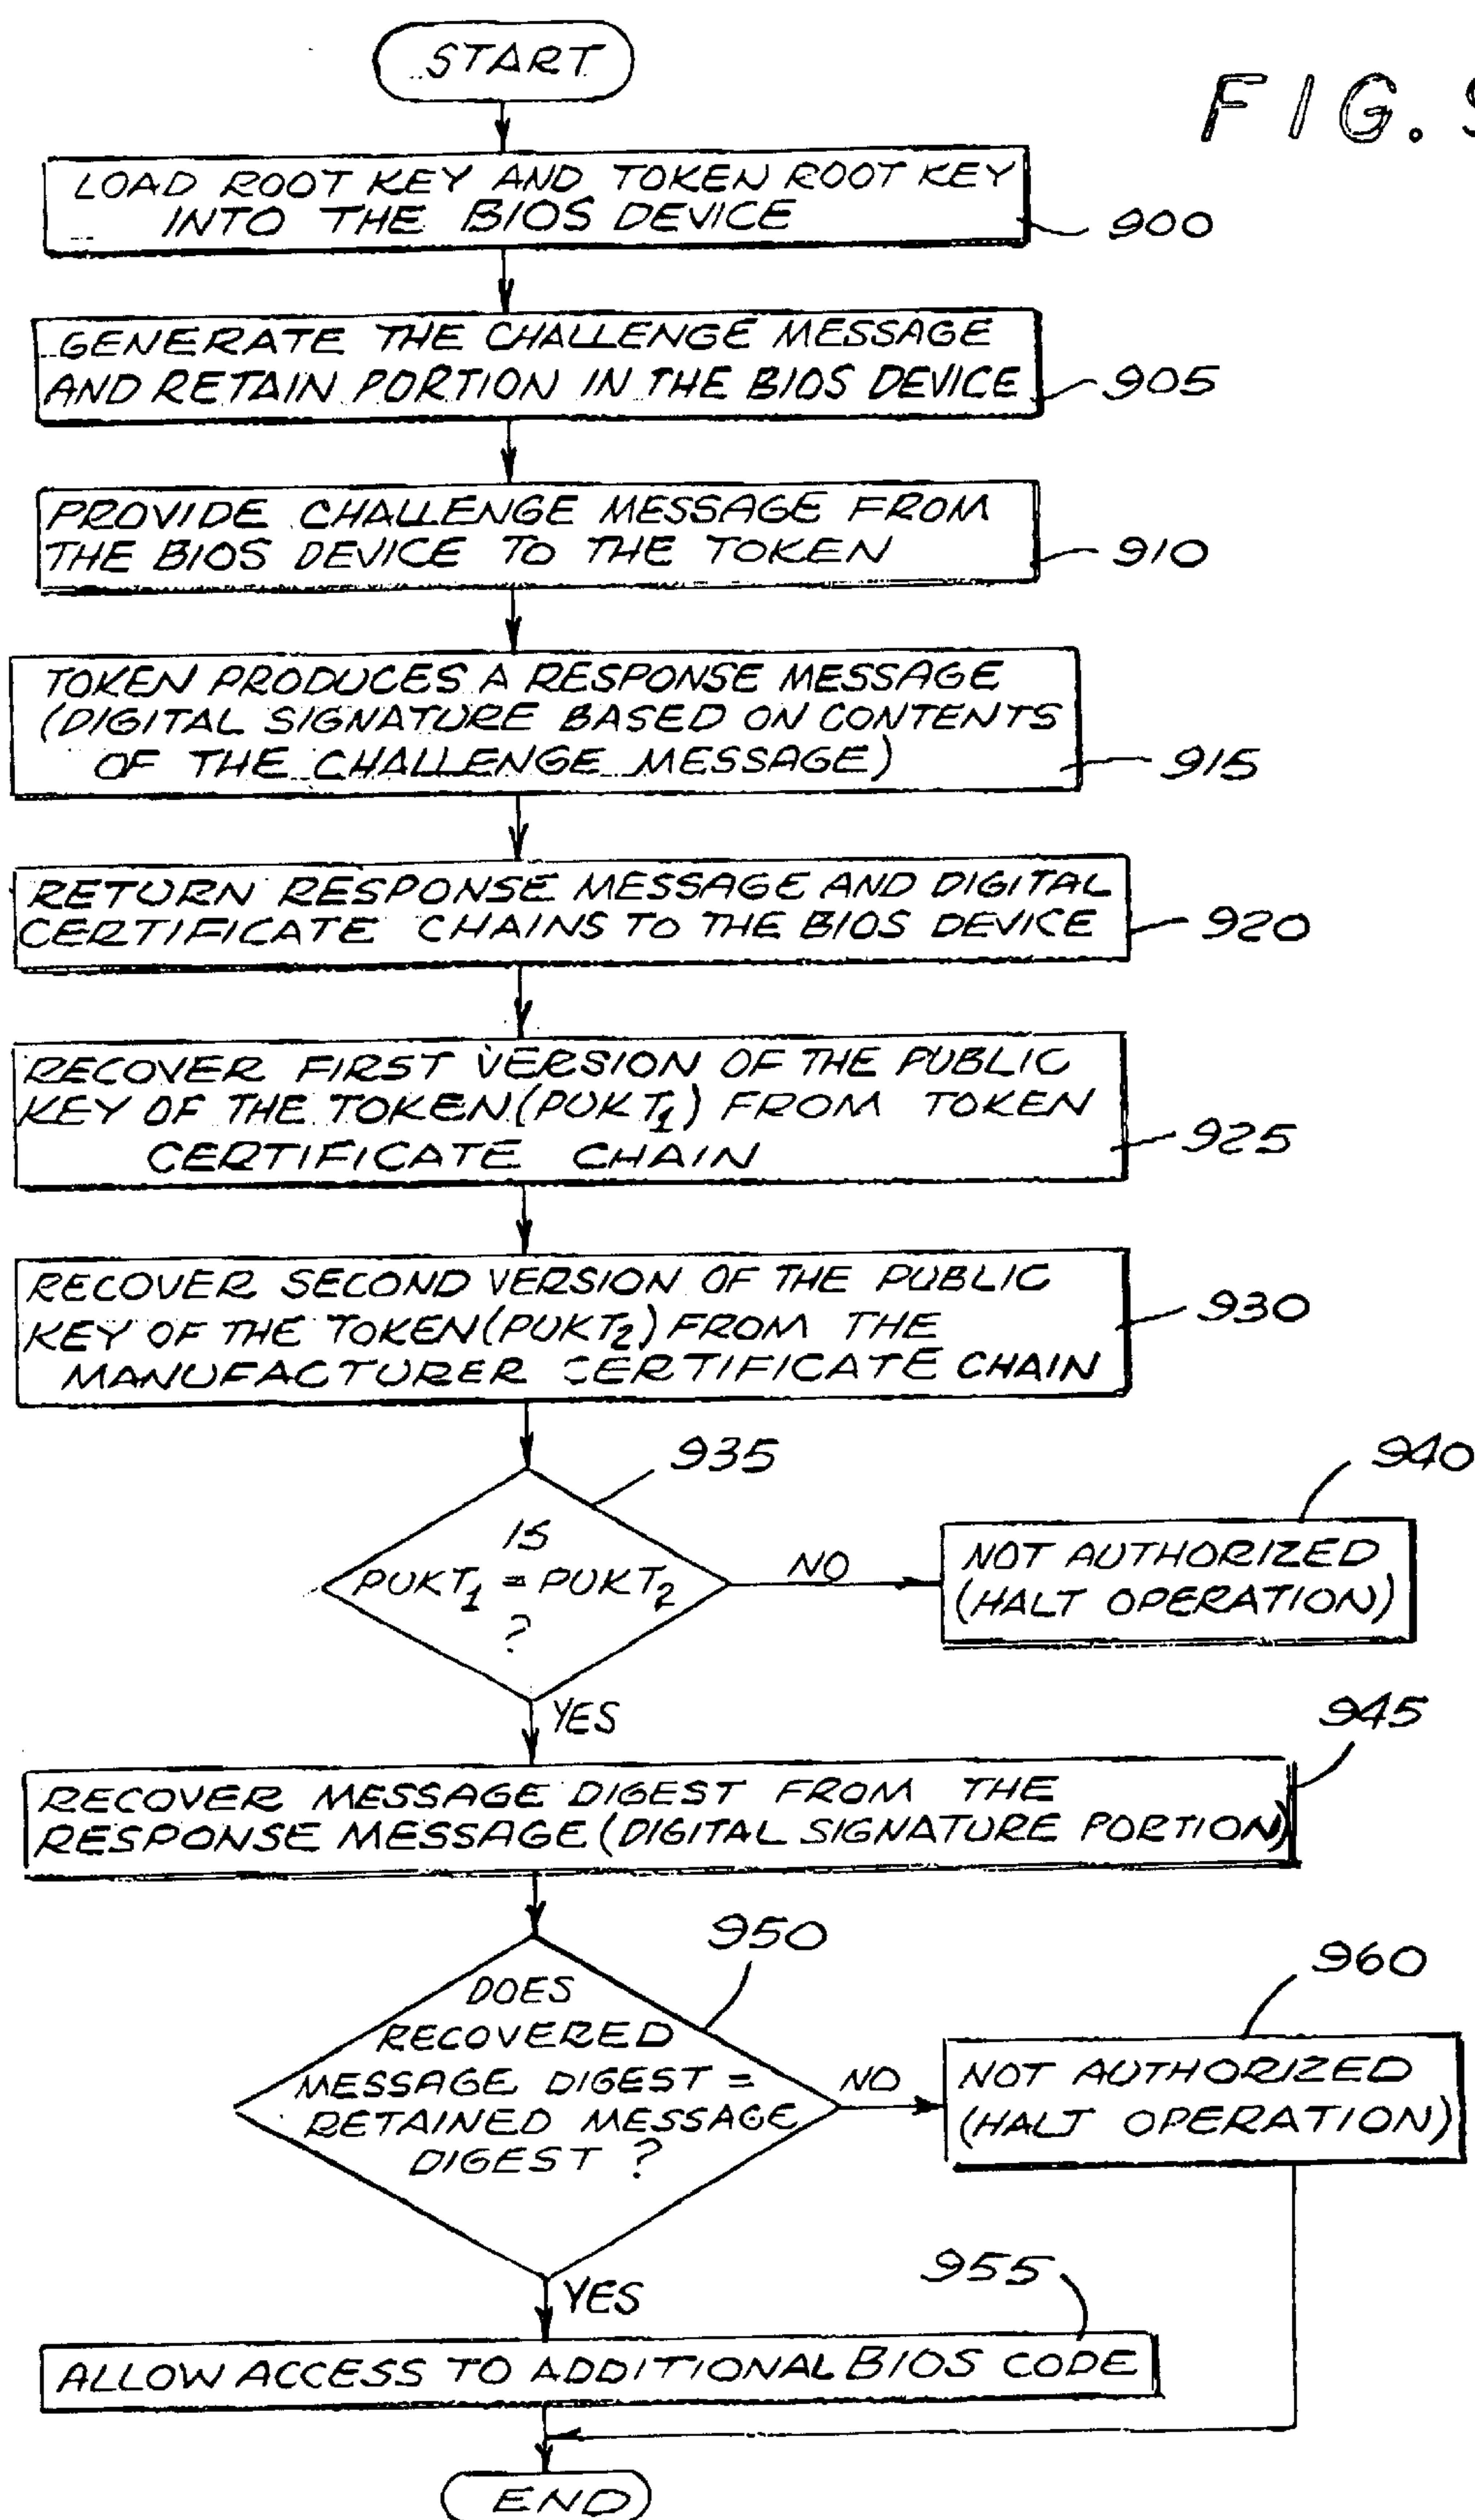 START
FIG. 9
LOAD ROOT KEY AND TOKEN ROOT KEY
INTO THE BIOS DEVICE
900
GENERATE THE CHALLENGE MESSAGE
AND RETAIN PORTION IN THE BIOS DEVICE
905
PROVIDE CHALLENGE MESSAGE FROM
THE BIOS DEVICE TO THE TOKEN
910
TOKEN PRODUCES A RESPONSE MESSAGE
(DIGITAL SIGNATURE BASED ON CONTENTS
OF THE CHALLENGE MESSAGE)
915
RETURN RESPONSE MESSAGE AND DIGITAL
CERTIFICATE CHAINS TO THE BIOS DEVICE
920
RECOVER FIRST VERSION OF THE PUBLIC
KEY OF THE TOKEN (PUKT1) FROM TOKEN
CERTIFICATE CHAIN
925
RECOVER SECOND VERSION OF THE PUBLIC
KEY OF THE TOKEN (PUKT2) FROM THE
MANUFACTURER CERTIFICATE CHAIN
930
935
IS
PUKT1 = PUKT2
?
NO
940
NOT AUTHORIZED
(HALT OPERATION)
YES
945
RECOVER MESSAGE DIGEST FROM THE
RESPONSE MESSAGE (DIGITAL SIGNATURE PORTION)
950
DOES
RECOVERED
MESSAGE DIGEST =
RETAINED MESSAGE
DIGEST ?
NO
960
NOT AUTHORIZED
(HALT OPERATION)
YES
955
ALLOW ACCESS TO ADDITIONAL BIOS CODE
END